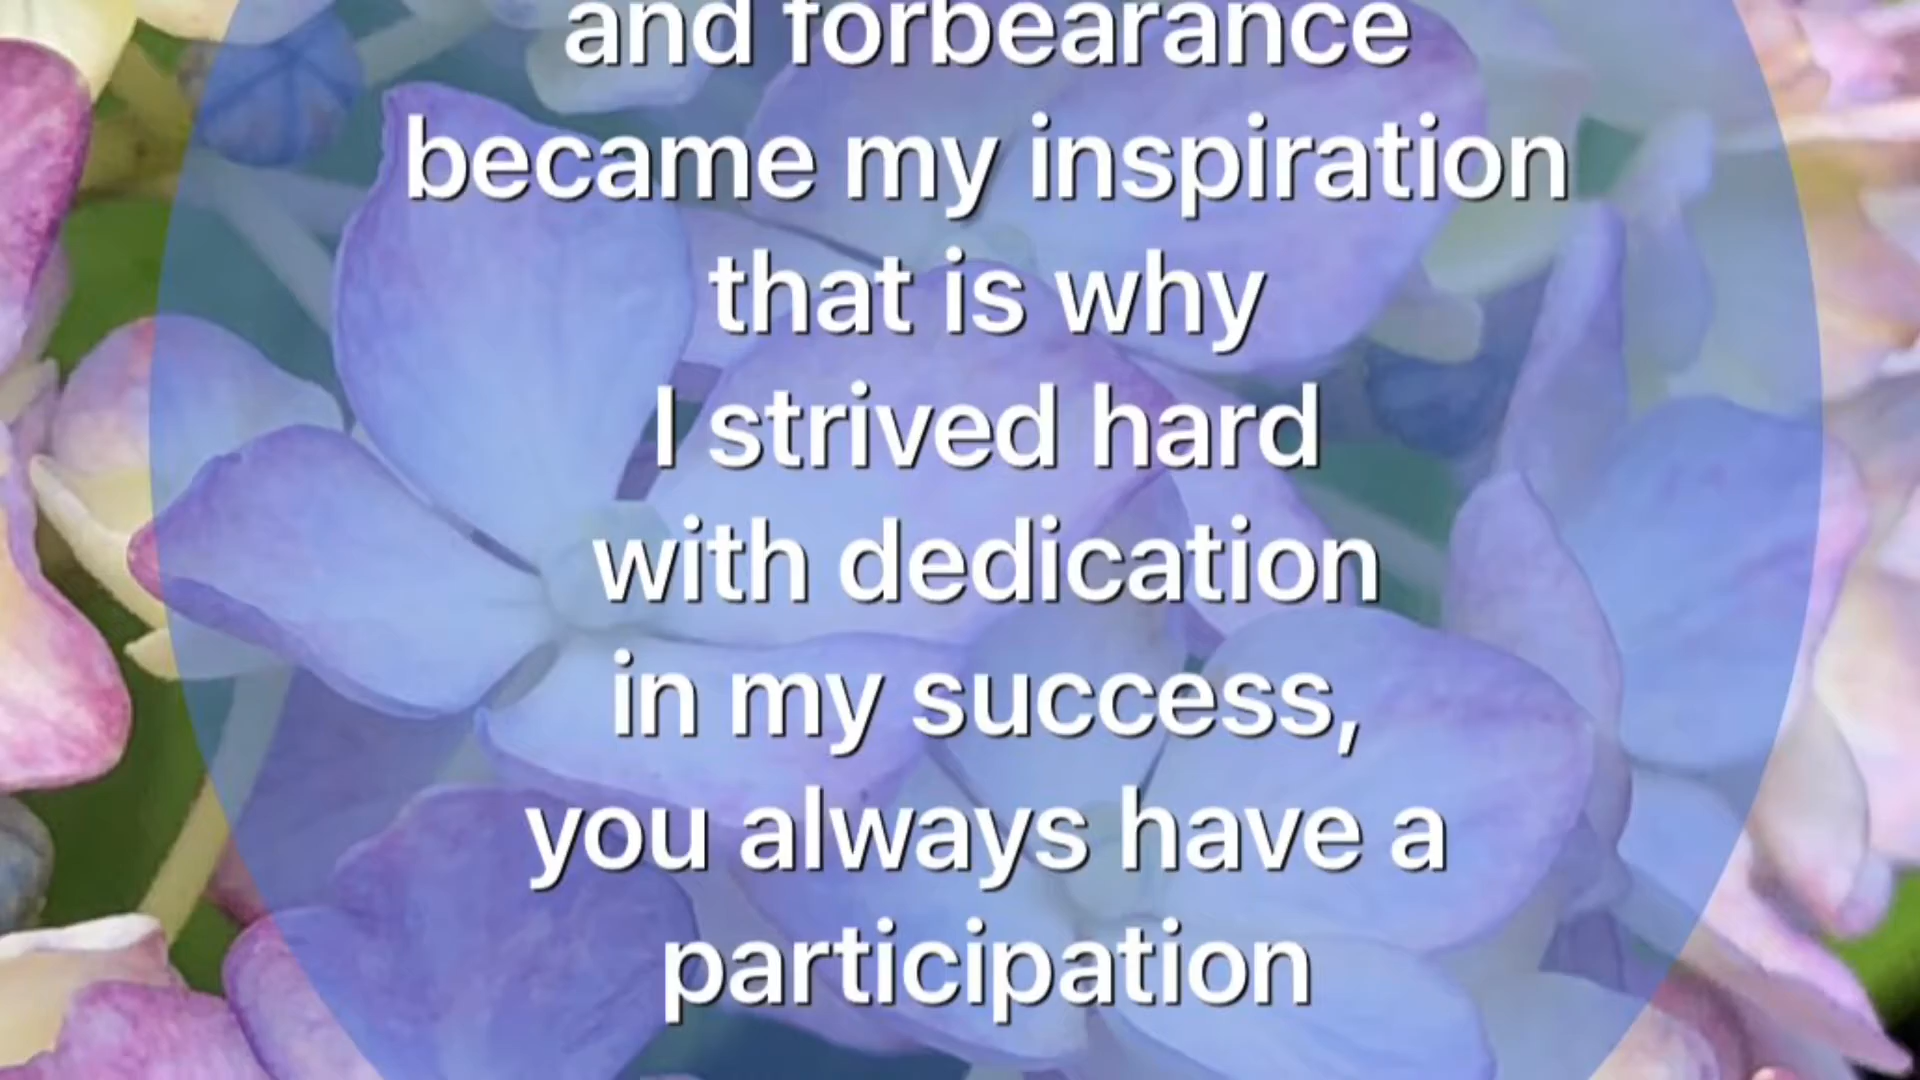 and forbearance
became my inspiration
that is why
I strived hard
with dedication
in my success,
you always have a
participation